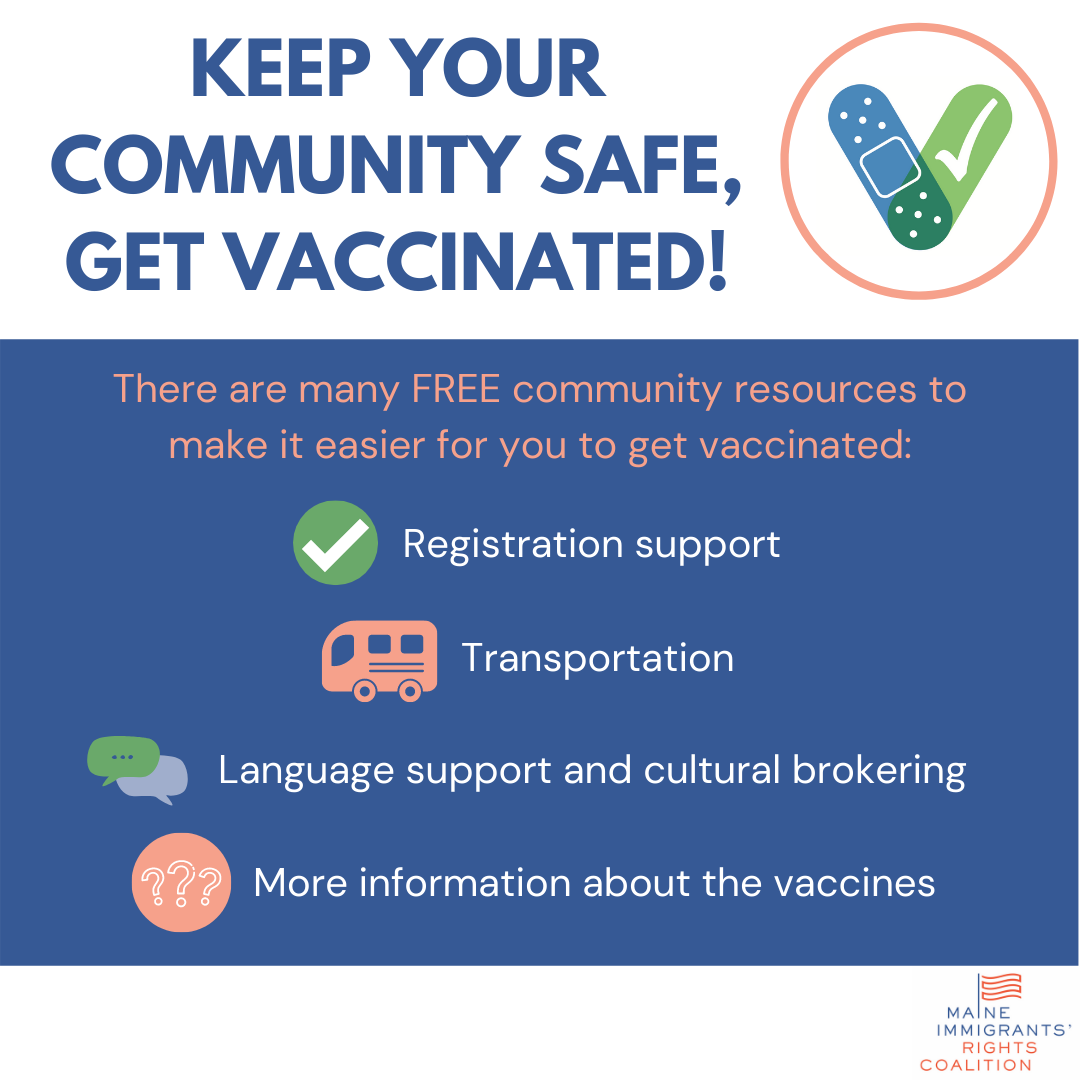 KEEP YOUR
COMMUNITY SAFE,
GET VACCINATED!
There are many FREE community resources to
make it easier for you to get vaccinated:
Registration support
Transportation
Language support and cultural brokering
???
More information about the vaccines
MAINE
IMMIGRANTS'
RIGHTS
COALITION